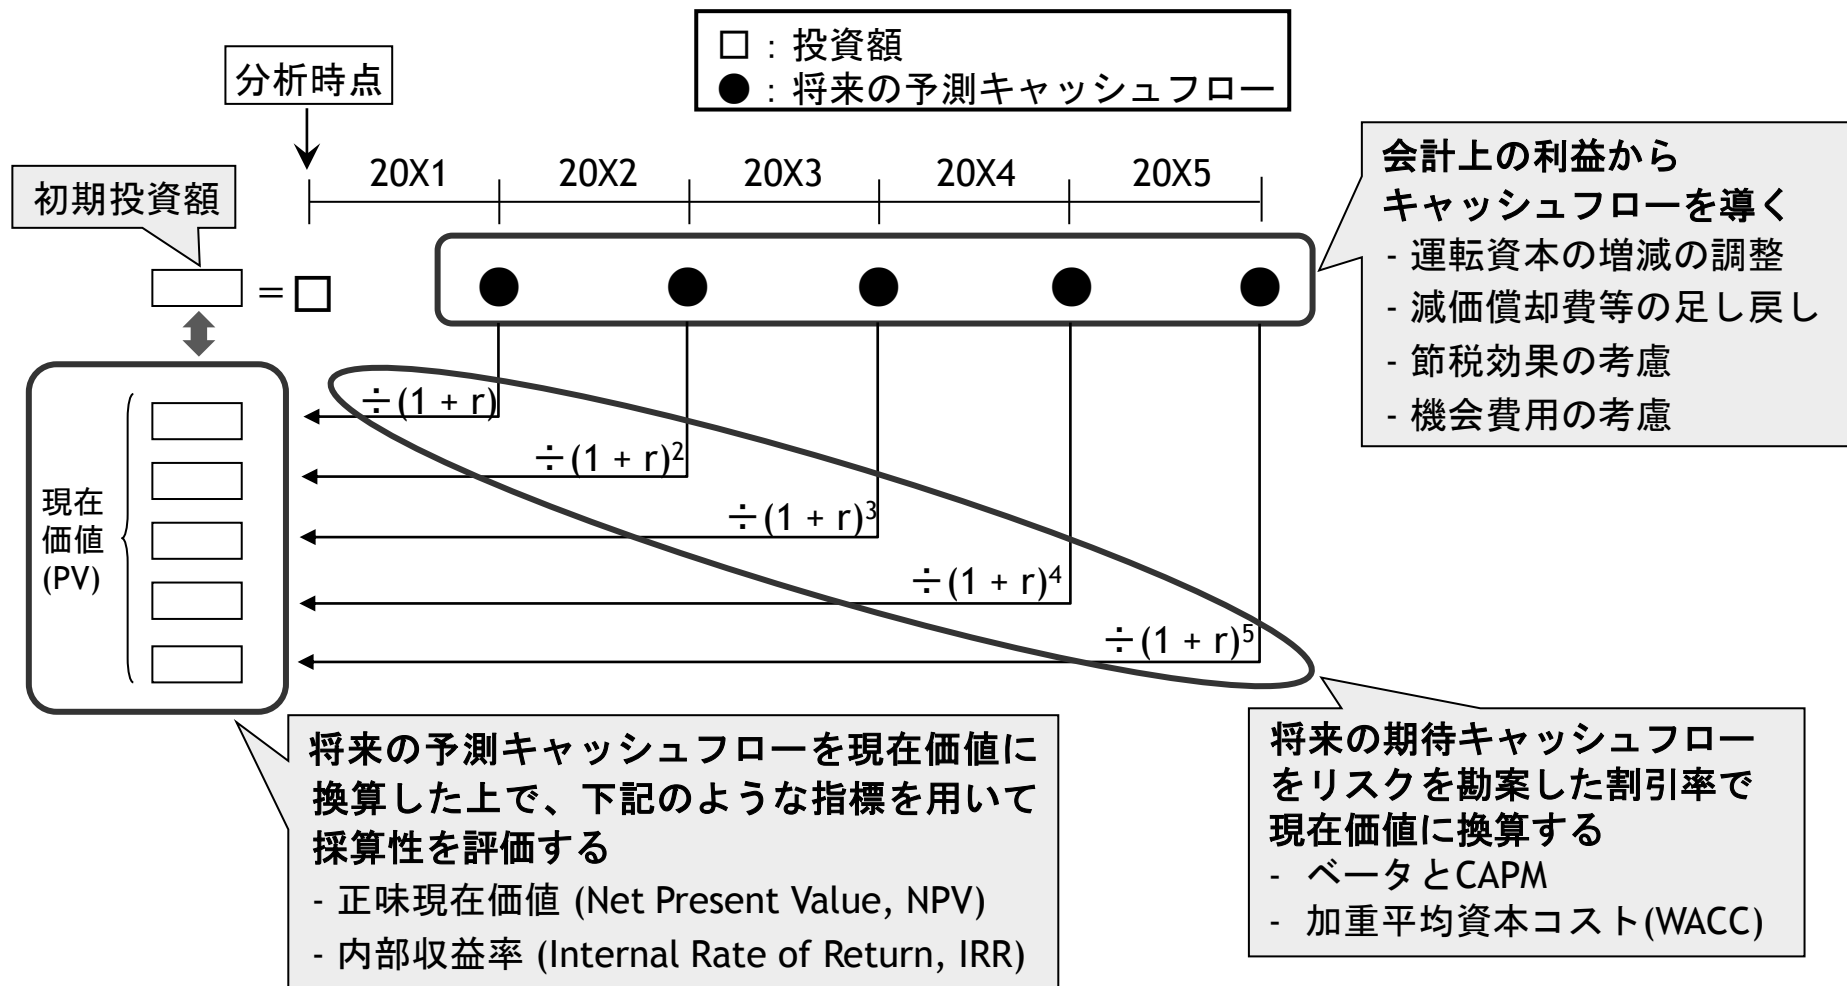 □ : 投資額
● : 将来の予測キャッシュフロー
分析時点
20X1 20X2 20X3 20X4 20X5
初期投資額
= □
会計上の利益から
キャッシュフローを導く
- 運転資本の増減の調整
- 減価償却費等の足し戻し
- 節税効果の考慮
- 機会費用の考慮
÷(1 + r)
÷(1 + r)²
÷(1 + r)³
÷(1 + r)⁴
÷(1 + r)⁵
現在
価値
(PV)
将来の予測キャッシュフローを現在価値に
換算した上で、下記のような指標を用いて
採算性を評価する
- 正味現在価値 (Net Present Value, NPV)
- 内部収益率 (Internal Rate of Return, IRR)
将来の期待キャッシュフロー
をリスクを勘案した割引率で
現在価値に換算する
- ベータとCAPM
- 加重平均資本コスト(WACC)